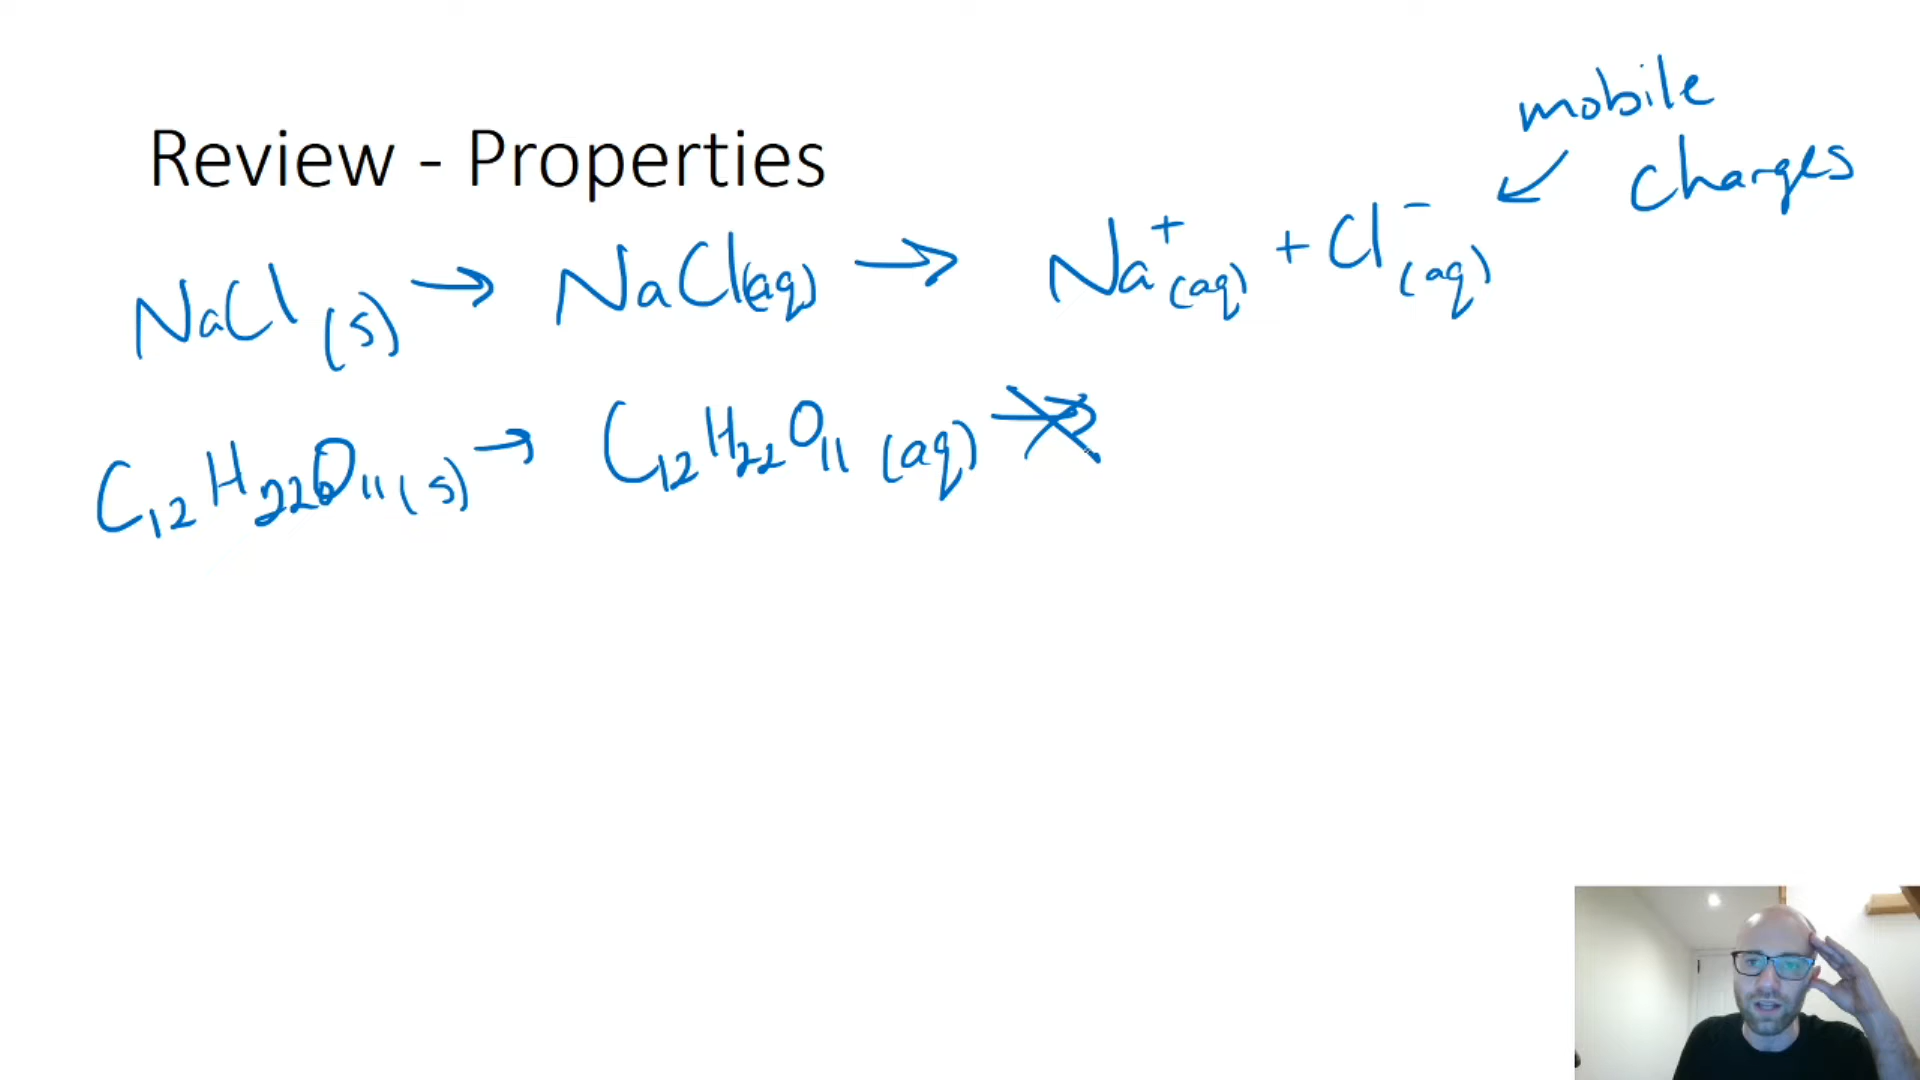 mobile
charges
Review - Properties
NaCl (s) → NaCl(aq) → Na⁺(aq) + Cl⁻(aq)
C₁₂H₂₂O₁₁(s) → C₁₂H₂₂O₁₁(aq) →